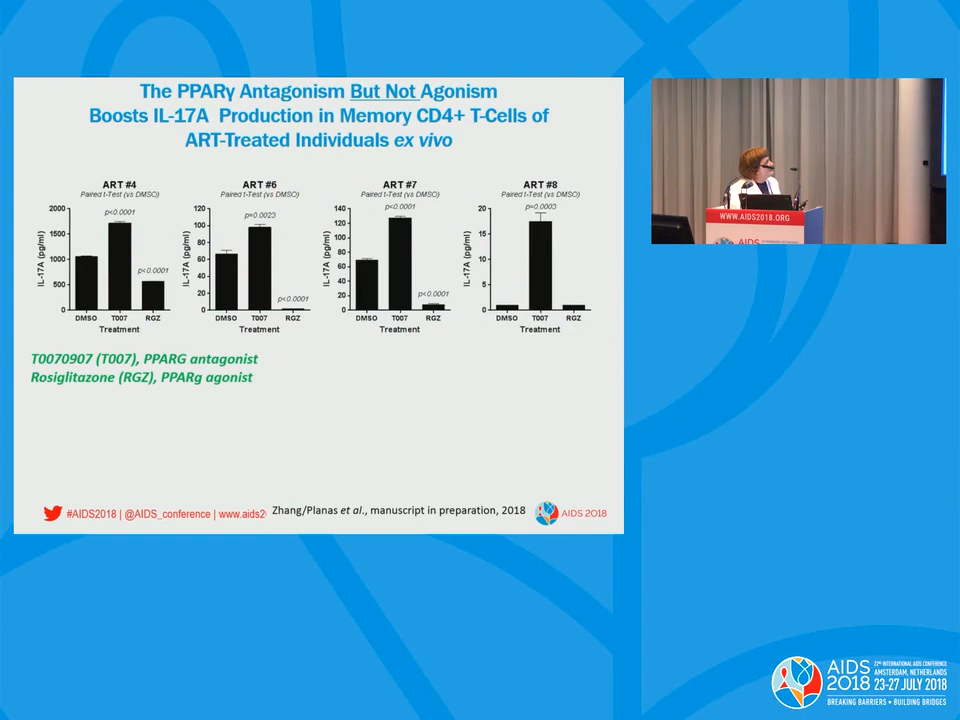 The PPARγ Antagonism But Not Agonism
Boosts IL-17A Production in Memory CD4+ T-Cells of
ART-Treated Individuals ex vivo
ART #4
Paired t-Test (vs DMSO)
2000
1500
1000
500
0
IL-17A (pg/ml)
p<0.0001
p<0.0001
DMSO T007 RGZ
Treatment
ART #6
Paired t-Test (vs DMSO)
120
100
80
60
40
20
0
IL-17A (pg/ml)
p=0.0023
p<0.0001
DMSO T007 RGZ
Treatment
ART #7
Paired t-Test (vs DMSO)
140
120
100
80
60
40
20
0
IL-17A (pg/ml)
p<0.0001
p<0.0001
DMSO T007 RGZ
Treatment
ART #8
Paired t-Test (vs DMSO)
20
15
10
5
0
IL-17A (pg/ml)
p=0.0003
DMSO T007 RGZ
Treatment
T0070907 (T007), PPARG antagonist
Rosiglitazone (RGZ), PPARg agonist
#AIDS2018 | @AIDS_conference | www.aids2
Zhang/Planas et al., manuscript in preparation, 2018
AIDS 2018
WWW.AIDS2018.ORG
AIDS
AIDS
2018
22ND INTERNATIONAL AIDS CONFERENCE
AMSTERDAM, NETHERLANDS
23-27 JULY 2018
BREAKING BARRIERS • BUILDING BRIDGES